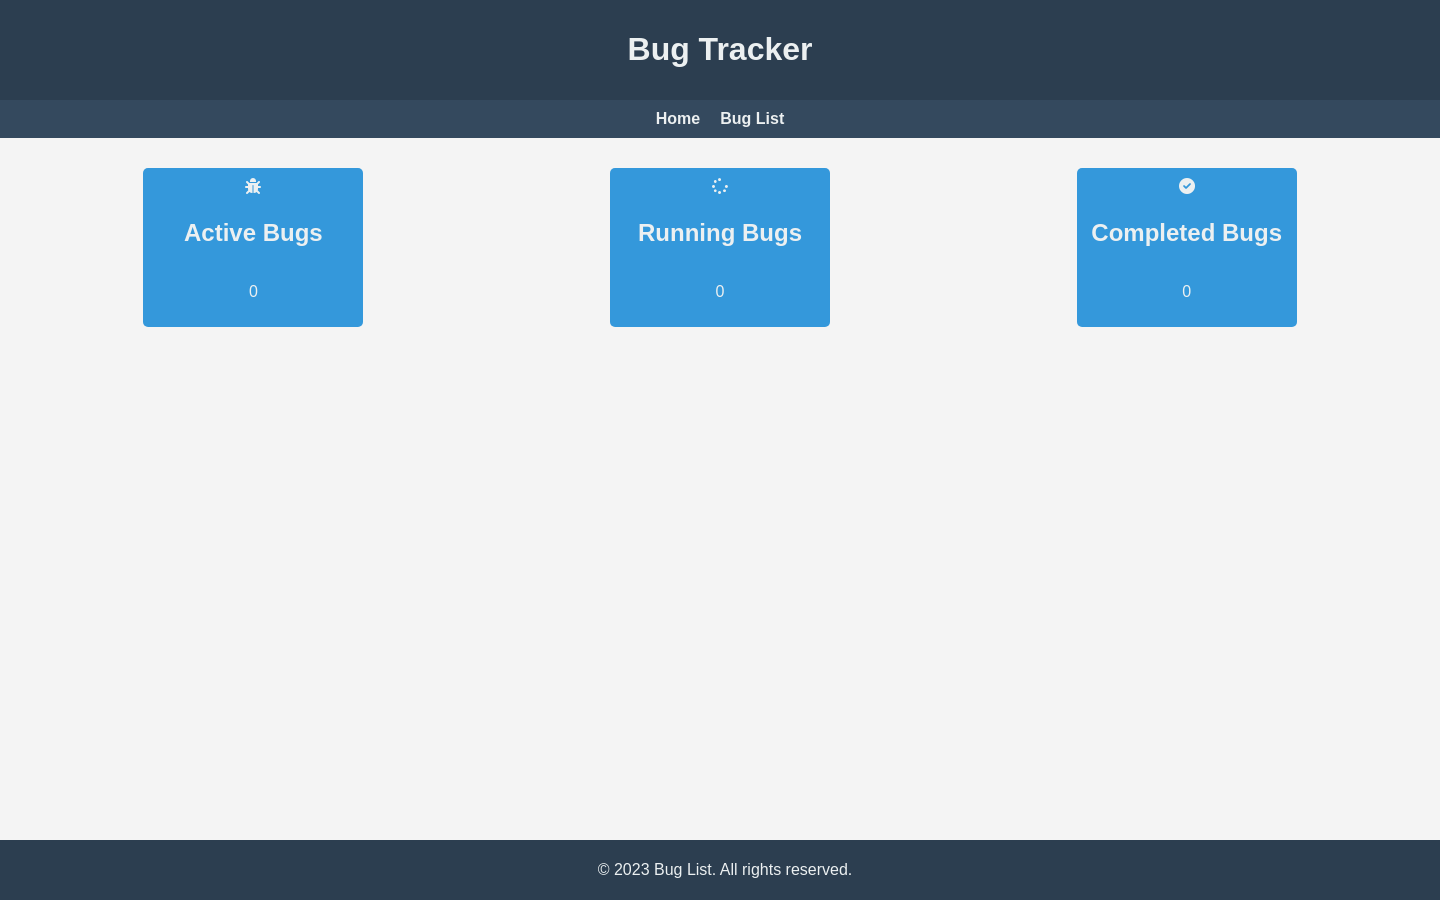 Bug Tracker
Home Bug List
Active Bugs
0
Running Bugs
0
Completed Bugs
0
© 2023 Bug List. All rights reserved.